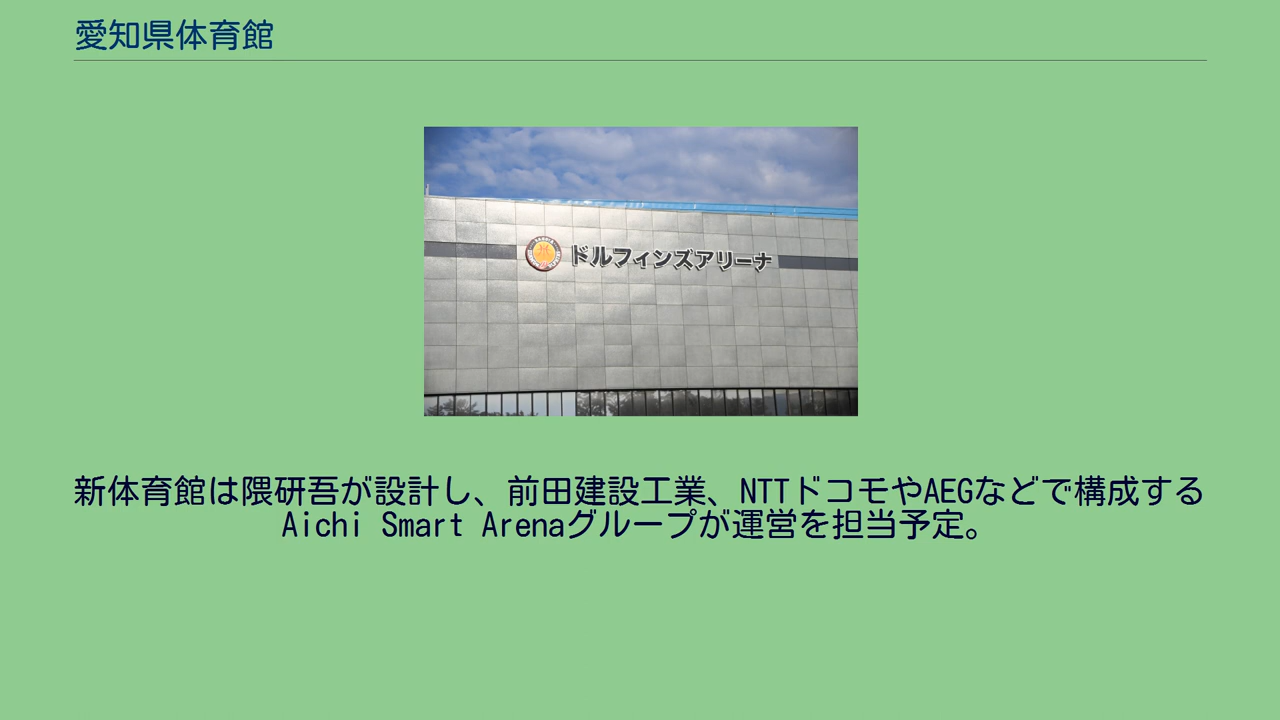 愛知県体育館
ドルフィンズアリーナ
新体育館は隈研吾が設計し、前田建設工業、NTTドコモやAEGなどで構成する
Aichi Smart Arenaグループが運営を担当予定。